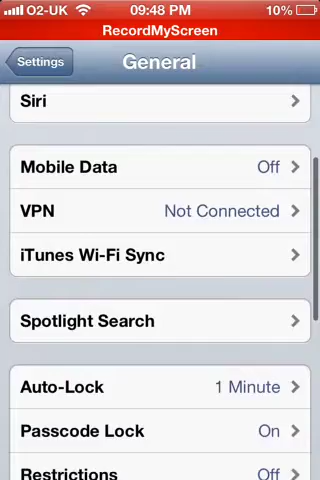 O2-UK 09:48 PM 10%
RecordMyScreen
Settings General
Siri
Mobile Data Off
VPN Not Connected
iTunes Wi-Fi Sync
Spotlight Search
Auto-Lock 1 Minute
Passcode Lock On
Restrictions Off